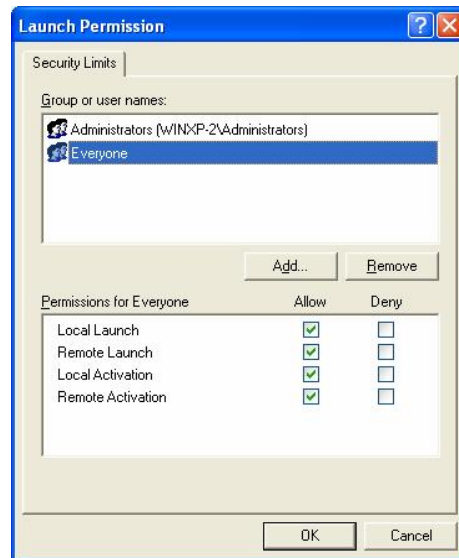 Launch Permission
Security Limits
Group or user names:
Administrators (WINXP-2\Administrators)
Everyone
Add...
Remove
Permissions for Everyone
Allow
Deny
Local Launch
Remote Launch
Local Activation
Remote Activation
OK
Cancel